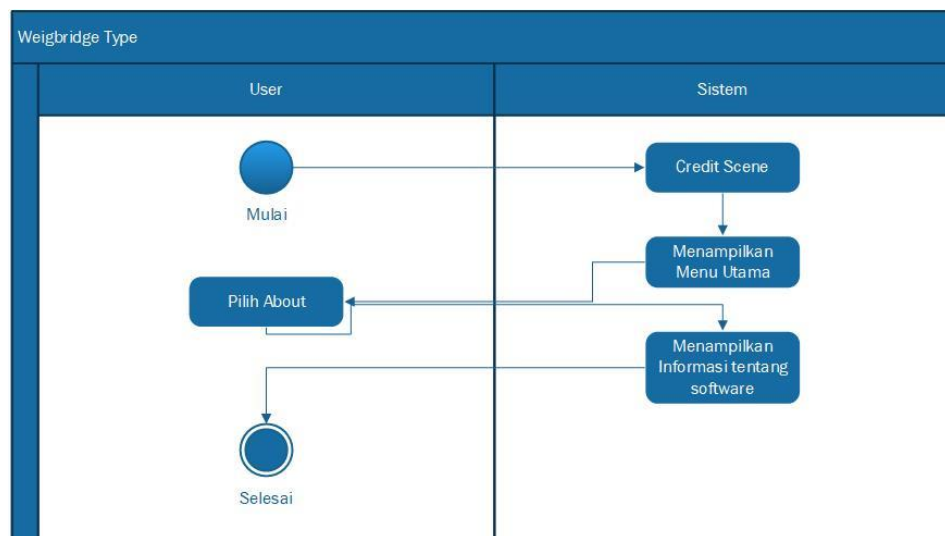 Weigbridge Type
User
Sistem
Mulai
Credit Scene
Menampilkan
Menu Utama
Pilih About
Menampilkan
Informasi tentang
software
Selesai